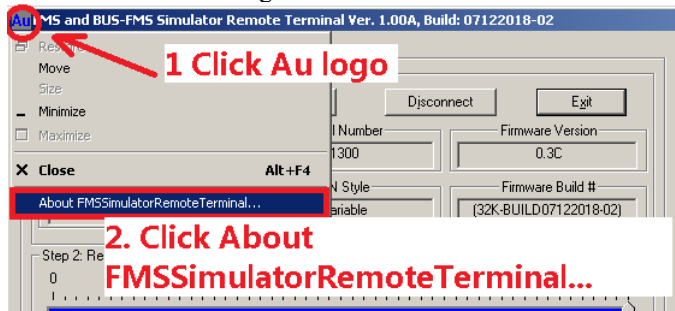 Au FMS and BUS-FMS Simulator Remote Terminal Ver. 1.00A, Build: 07122018-02
1 Click Au logo
Move
Size
Minimize
Maximize
Close Alt+F4
About FMSSimulatorRemoteTerminal...
Disconnect Exit
l Number Firmware Version
1300 0.3C
N Style Firmware Build #
ariable (32K-BUILD07122018-02)
2. Click About
FMSSimulatorRemoteTerminal...
Step 2: Re
0